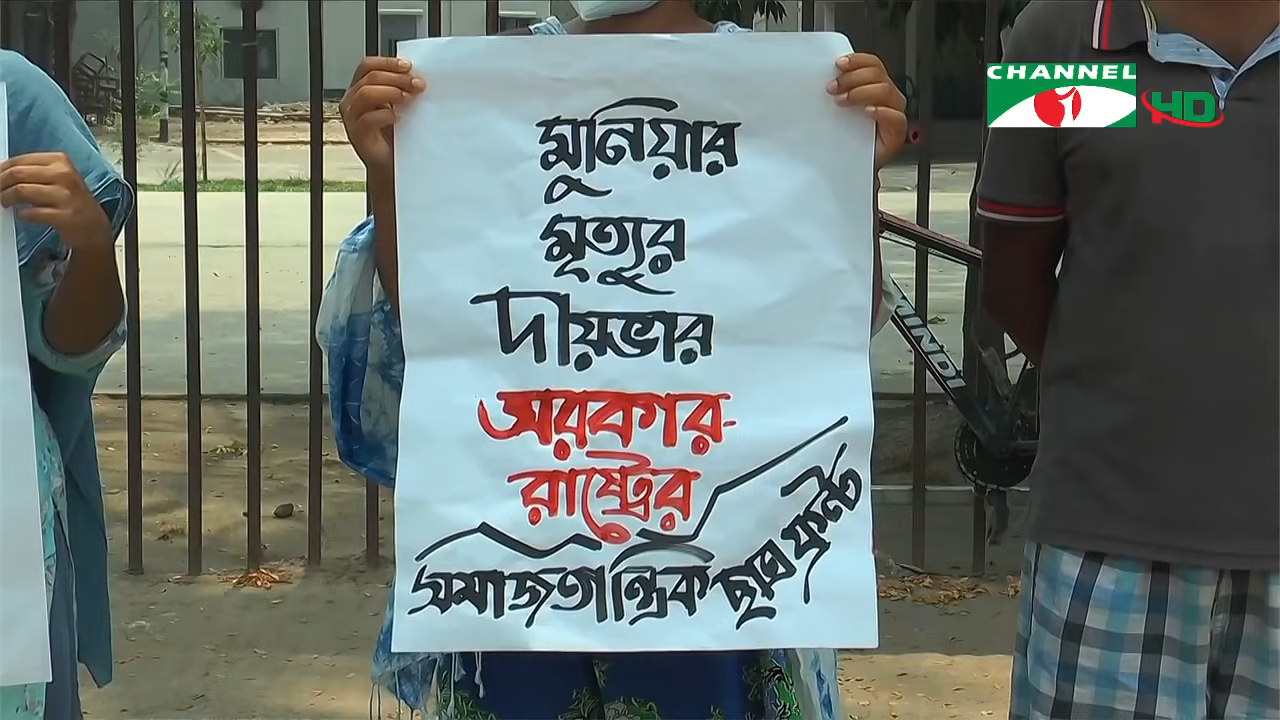 CHANNEL
HD
মুনিয়ার
মৃত্যুর
দায়ভার
সরকার-
রাষ্ট্রের
সমাজতান্ত্রিক ছাত্র ফ্রন্ট